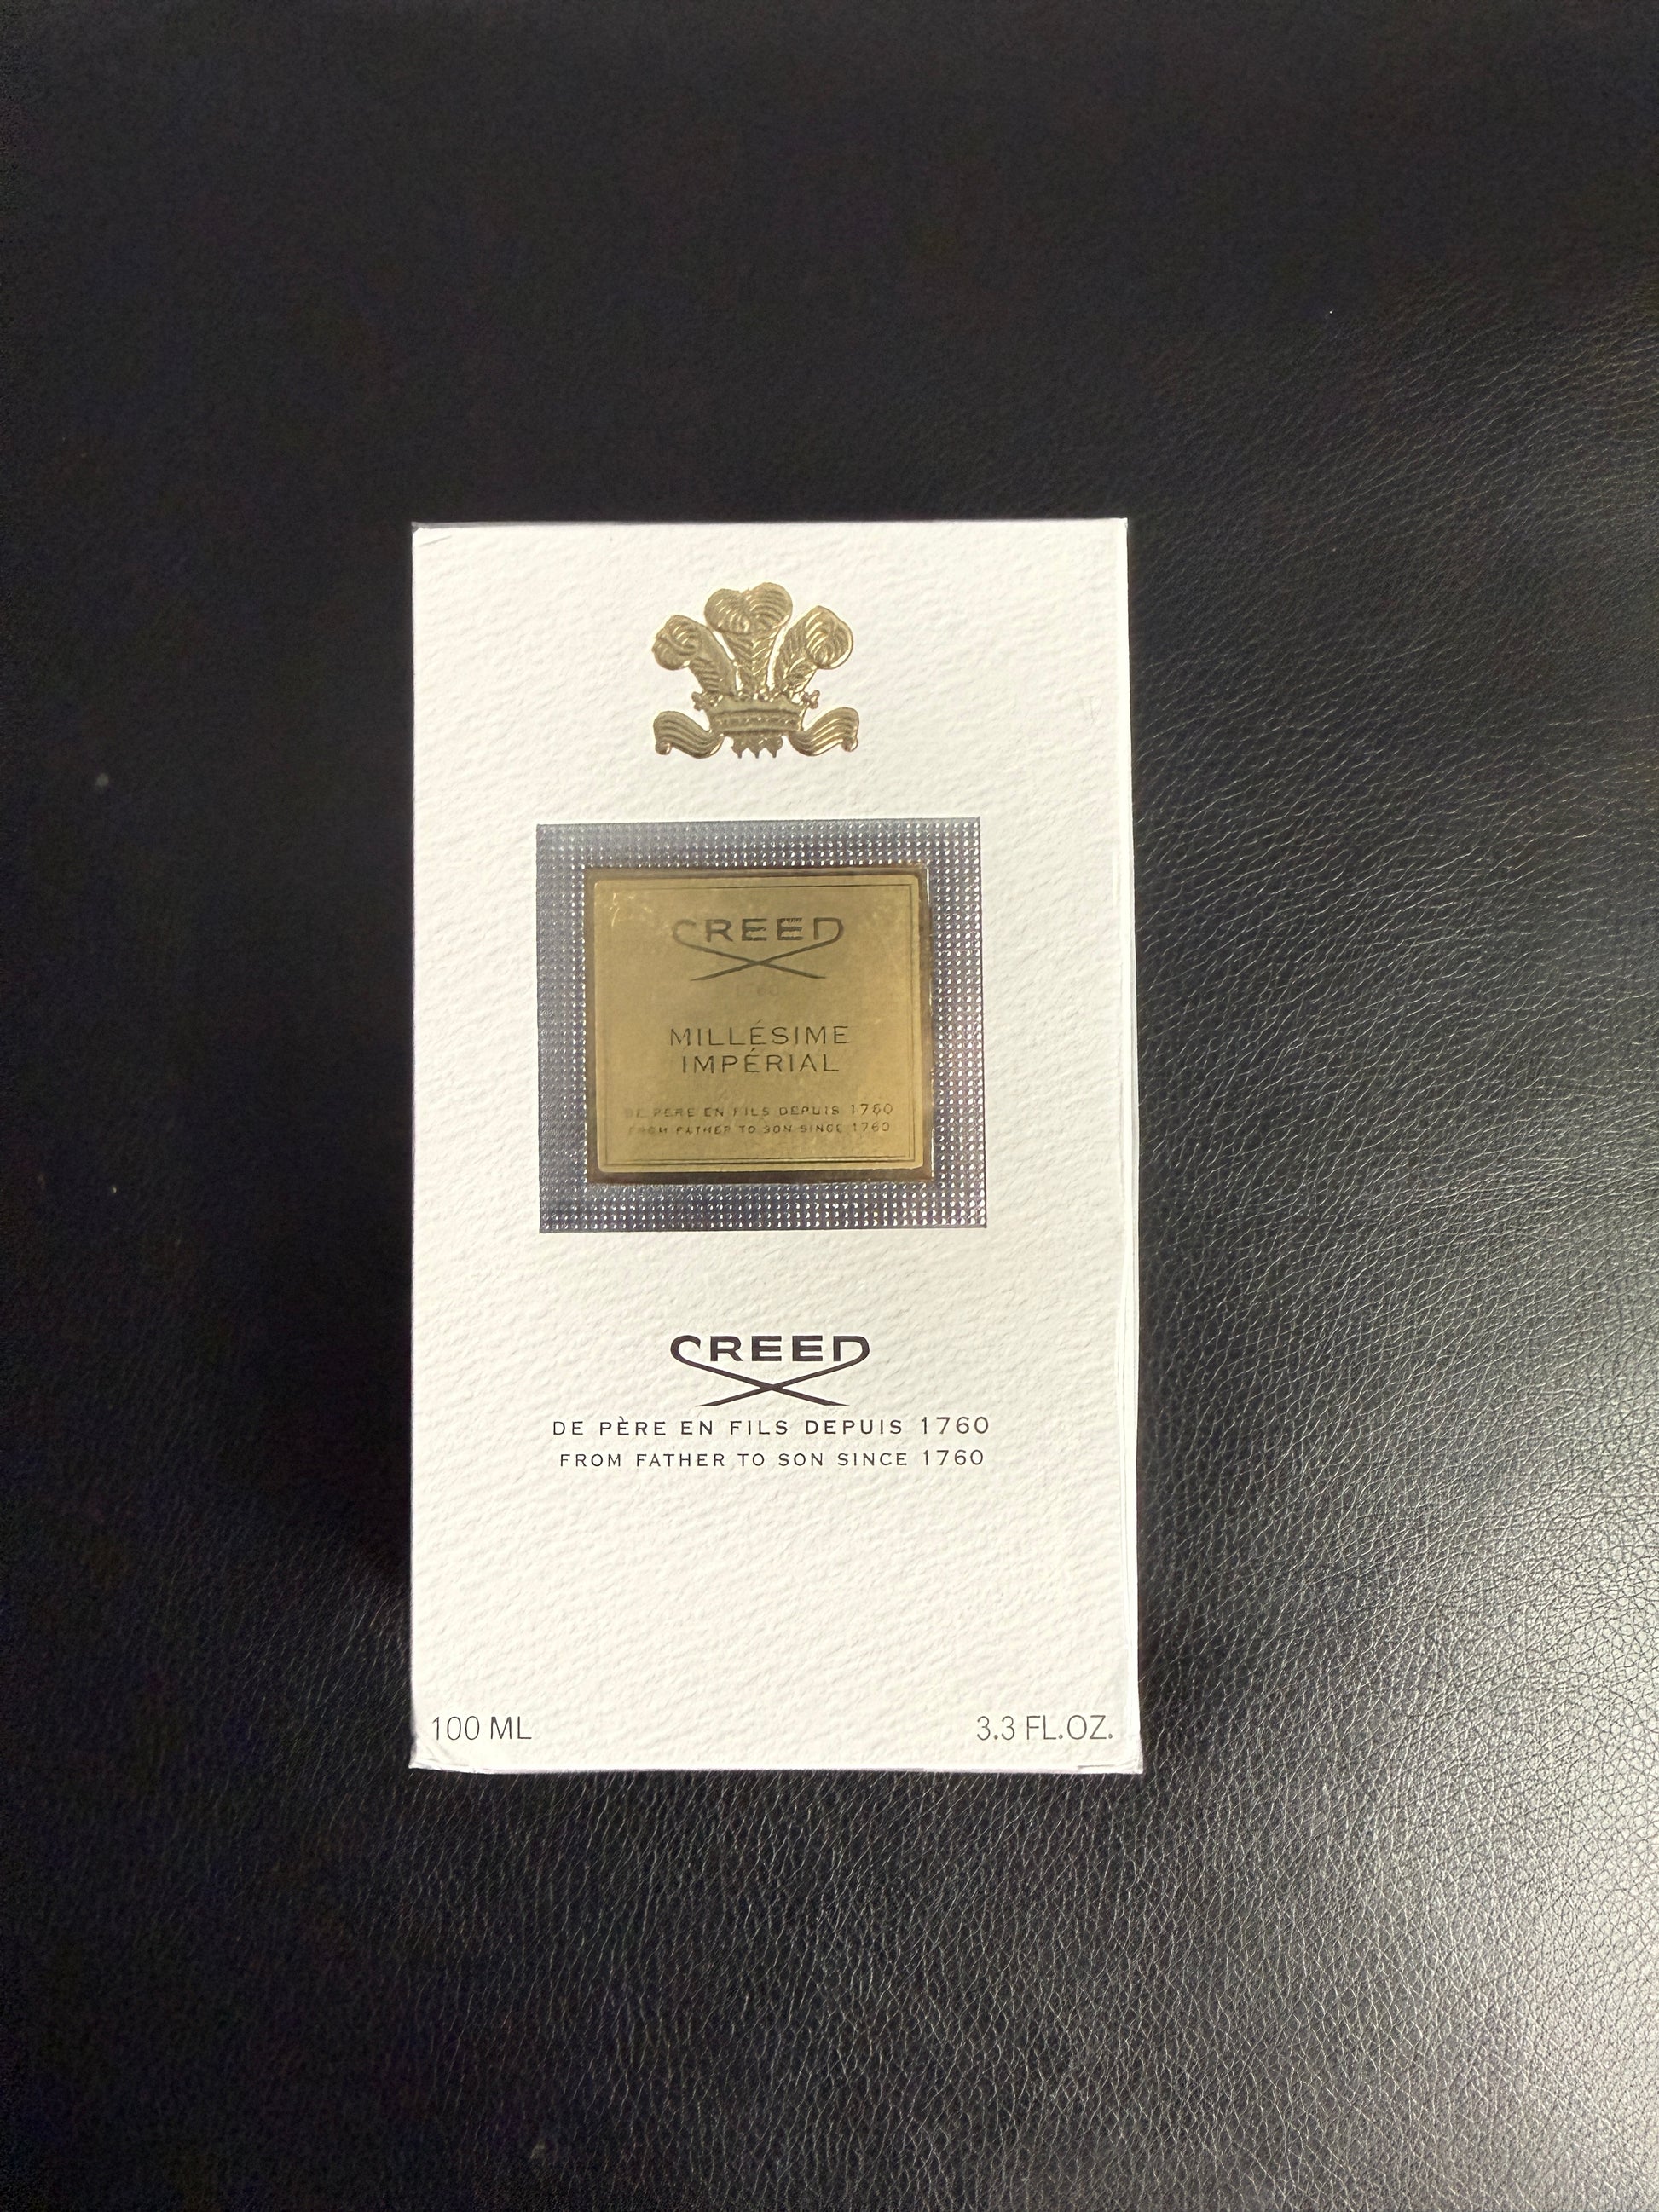 CREED
1760
MILLÉSIME
IMPÉRIAL
DE PÈRE EN FILS DEPUIS 1760
FROM FATHER TO SON SINCE 1760
CREED
DE PÈRE EN FILS DEPUIS 1760
FROM FATHER TO SON SINCE 1760
100 ML
3.3 FL.OZ.